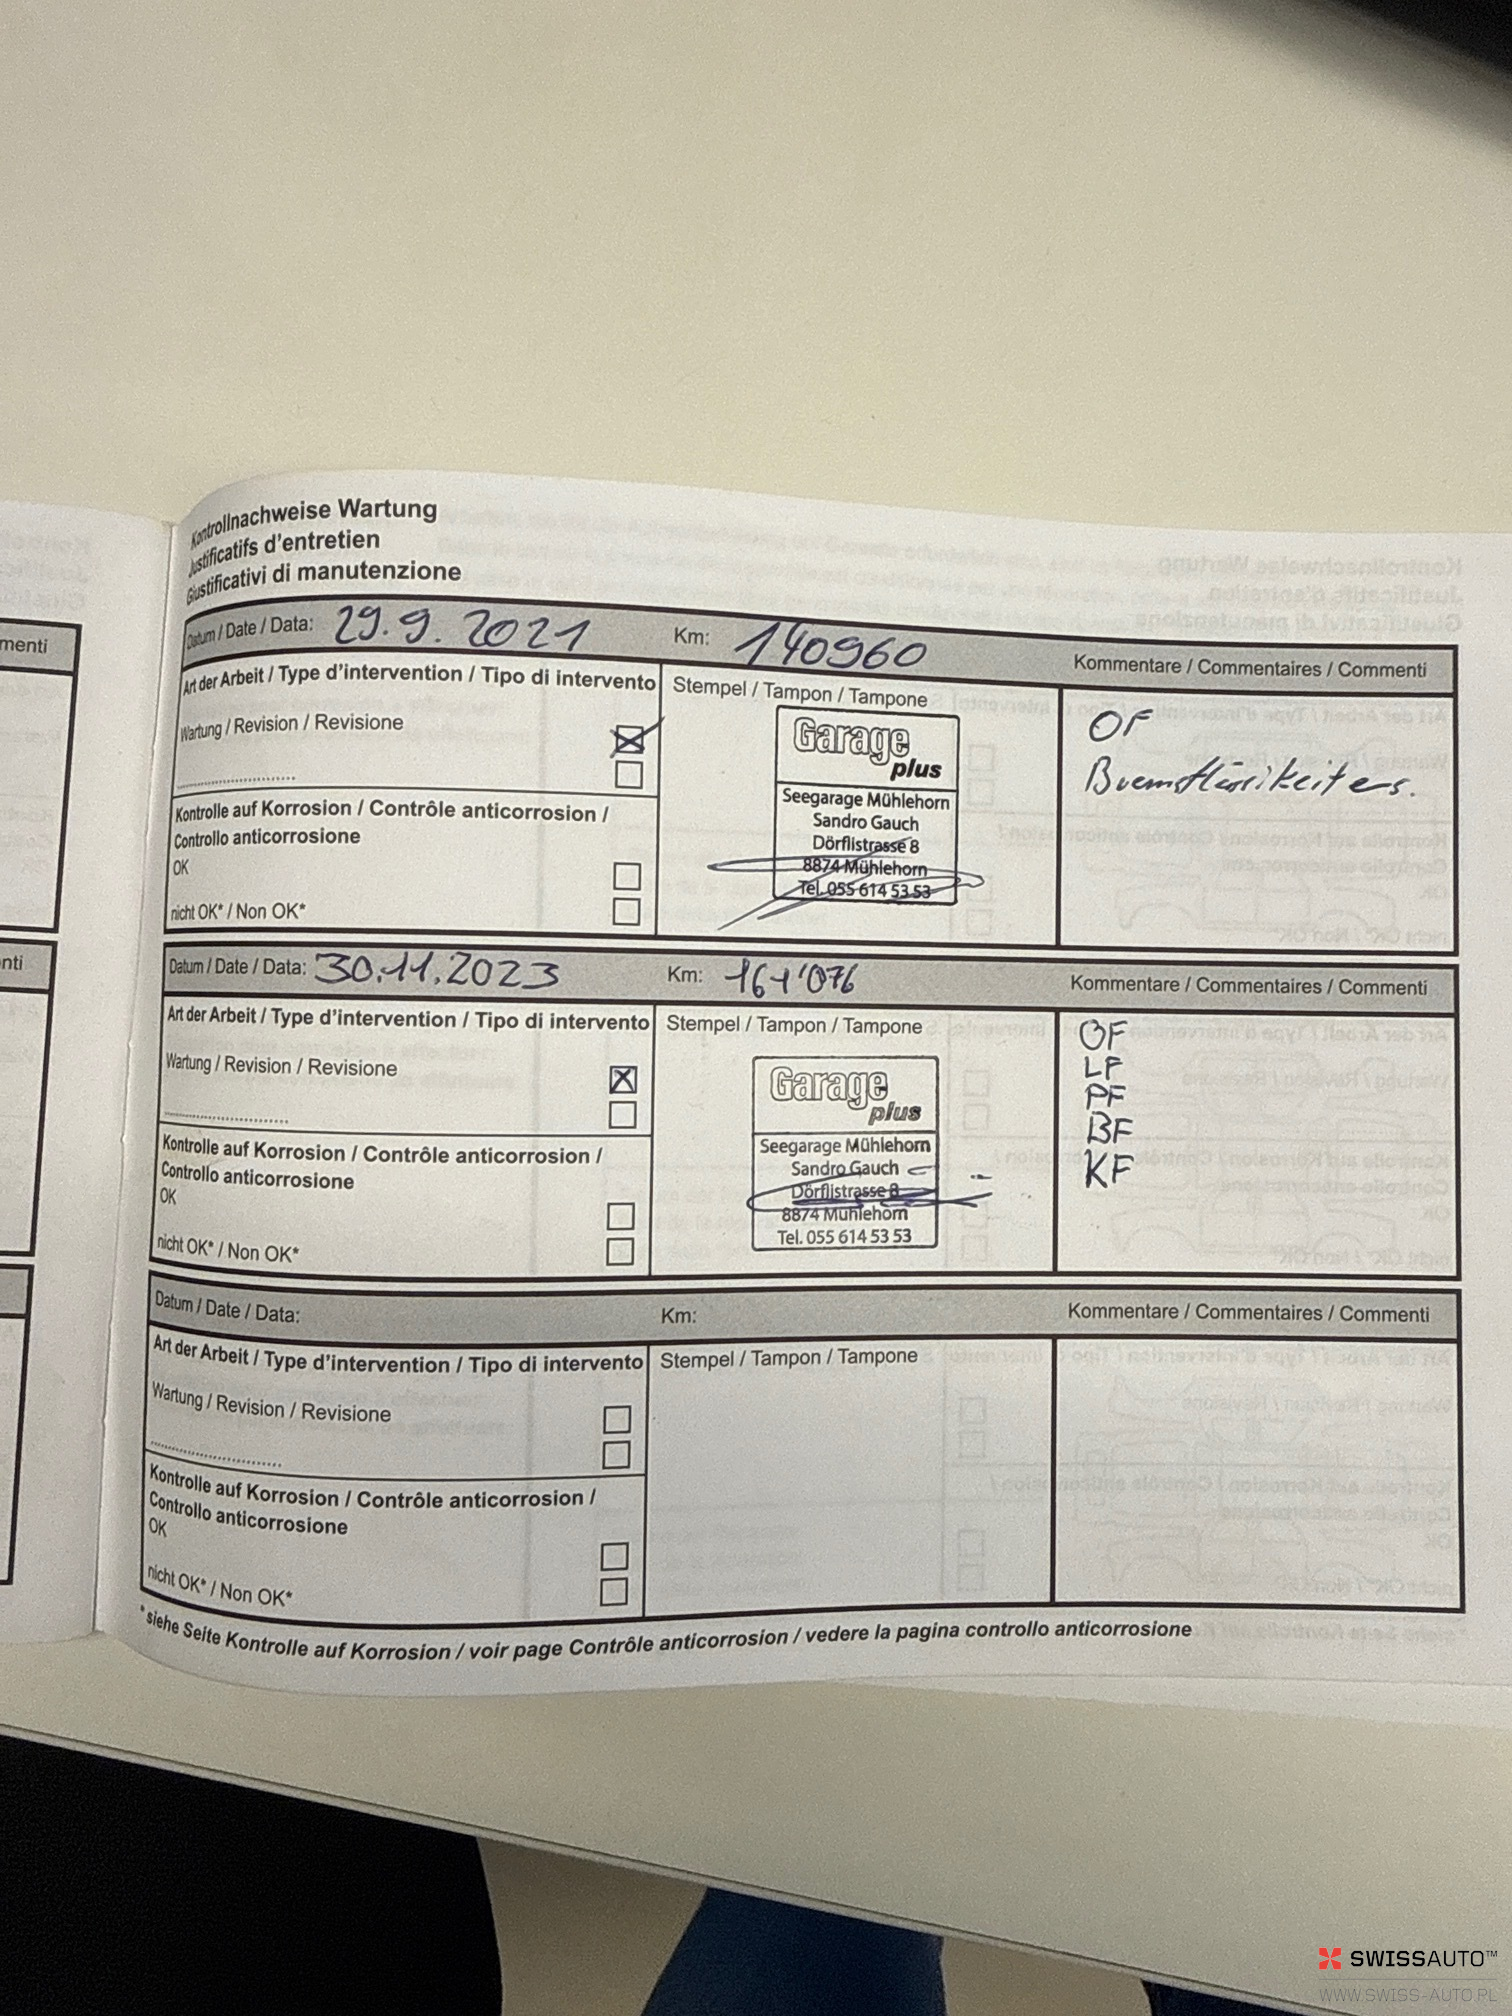 Kontrollnachweise Wartung
Justificatifs d'entretien
Giustificativi di manutenzione
menti
nti
Datum / Date / Data: 29.9.2021 Km: 140960 Kommentare / Commentaires / Commenti
Art der Arbeit / Type d'intervention / Tipo di intervento
Wartung / Revision / Revisione
Kontrolle auf Korrosion / Contrôle anticorrosion /
Controllo anticorrosione
OK
nicht OK* / Non OK*
Stempel / Tampon / Tampone
Garage
plus
Seegarage Mühlehorn
Sandro Gauch
Dörflistrasse 8
8874 Mühlehorn
Tel. 055 614 53 53
OF
Datum / Date / Data: 30.11.2023 Km: 161'076 Kommentare / Commentaires / Commenti
Art der Arbeit / Type d'intervention / Tipo di intervento
Wartung / Revision / Revisione
Kontrolle auf Korrosion / Contrôle anticorrosion /
Controllo anticorrosione
OK
nicht OK* / Non OK*
Stempel / Tampon / Tampone
Garage
plus
Seegarage Mühlehorn
Sandro Gauch
Dörflistrasse 8
8874 Mühlehorn
Tel. 055 614 53 53
OF
LF
PF
BF
KF
Datum / Date / Data: Km: Kommentare / Commentaires / Commenti
Art der Arbeit / Type d'intervention / Tipo di intervento
Wartung / Revision / Revisione
Kontrolle auf Korrosion / Contrôle anticorrosion /
Controllo anticorrosione
OK
nicht OK* / Non OK*
Stempel / Tampon / Tampone
*siehe Seite Kontrolle auf Korrosion / voir page Contrôle anticorrosion / vedere la pagina controllo anticorrosione
SWISSAUTO™
WWW.SWISS-AUTO.PL